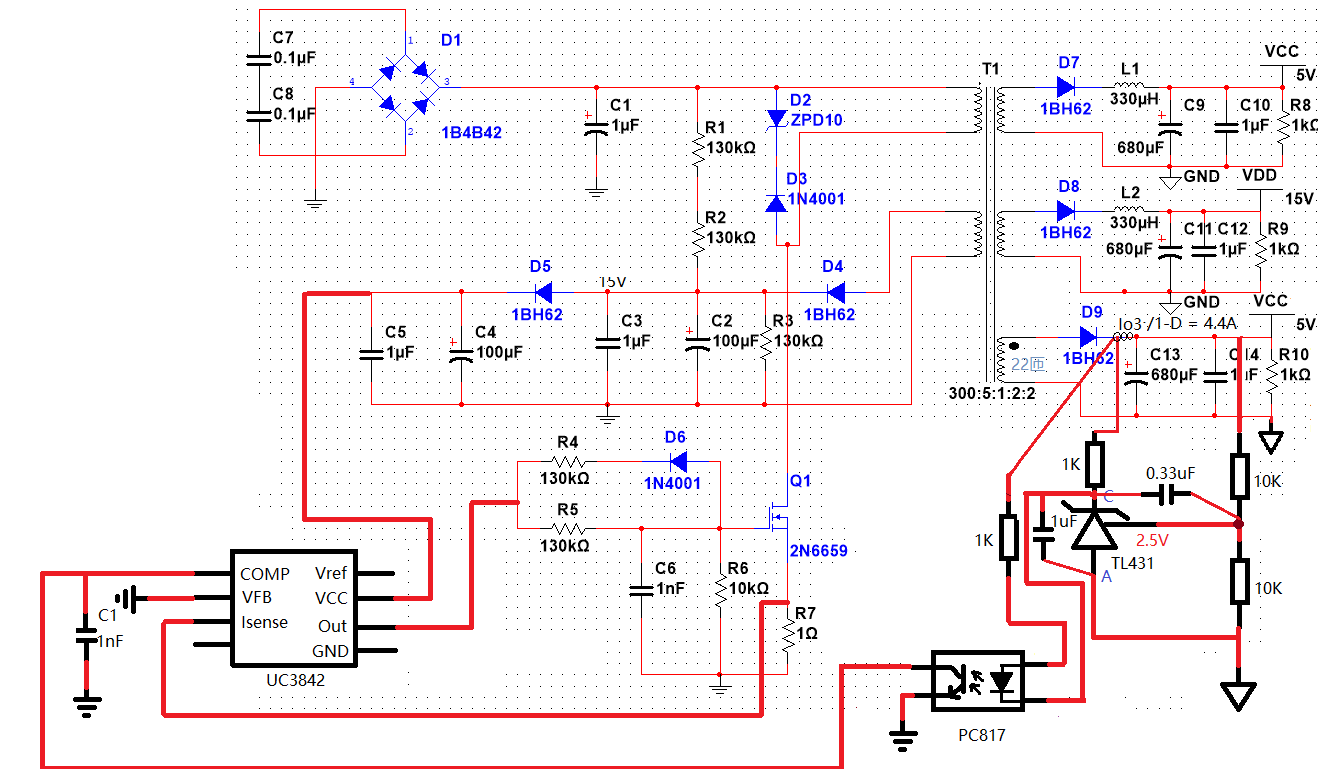 C7
0.1μF
C8
0.1μF
1
4
3
2
D1
1B4B42
C1
1μF
R1
130kΩ
R2
130kΩ
D2
ZPD10
D3
1N4001
T1
300:5:1:2:2
D7
1BH62
L1
330μH
C9
680μF
C10
1μF
VCC
5V
R8
1kΩ
GND
D8
1BH62
L2
330μH
680μF
C11
C12
1μF
VDD
15V
R9
1kΩ
GND
D9
1BH62
Io3 /1-D = 4.4A
22匝
C13
680μF
VCC
5V
R10
1kΩ
D5
1BH62
15V
D4
1BH62
C5
1μF
C4
100μF
C3
1μF
C2
100μF
R3
130kΩ
R4
130kΩ
D6
1N4001
R5
130kΩ
C6
1nF
R6
10kΩ
Q1
2N6659
R7
1Ω
COMP
VFB
Isense
Vref
VCC
Out
GND
UC3842
C1
1nF
1K
1K
0.33uF
10K
C
1uF
2.5V
TL431
A
10K
PC817